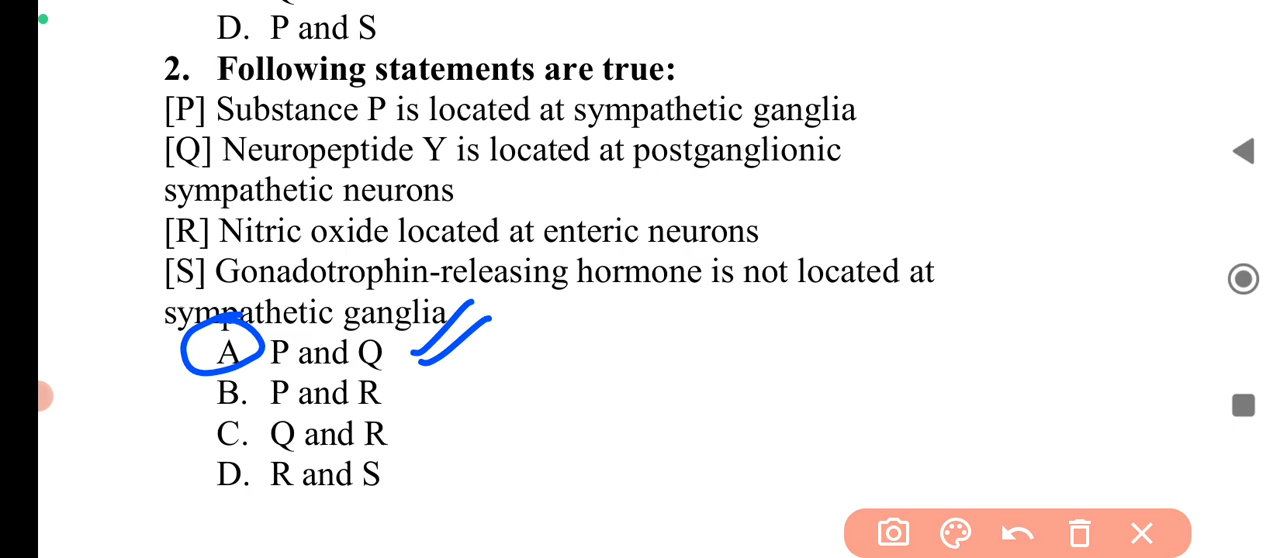 D. P and S
2. Following statements are true:
[P] Substance P is located at sympathetic ganglia
[Q] Neuropeptide Y is located at postganglionic
sympathetic neurons
[R] Nitric oxide located at enteric neurons
[S] Gonadotrophin-releasing hormone is not located at
sympathetic ganglia
A P and Q
B. P and R
C. Q and R
D. R and S